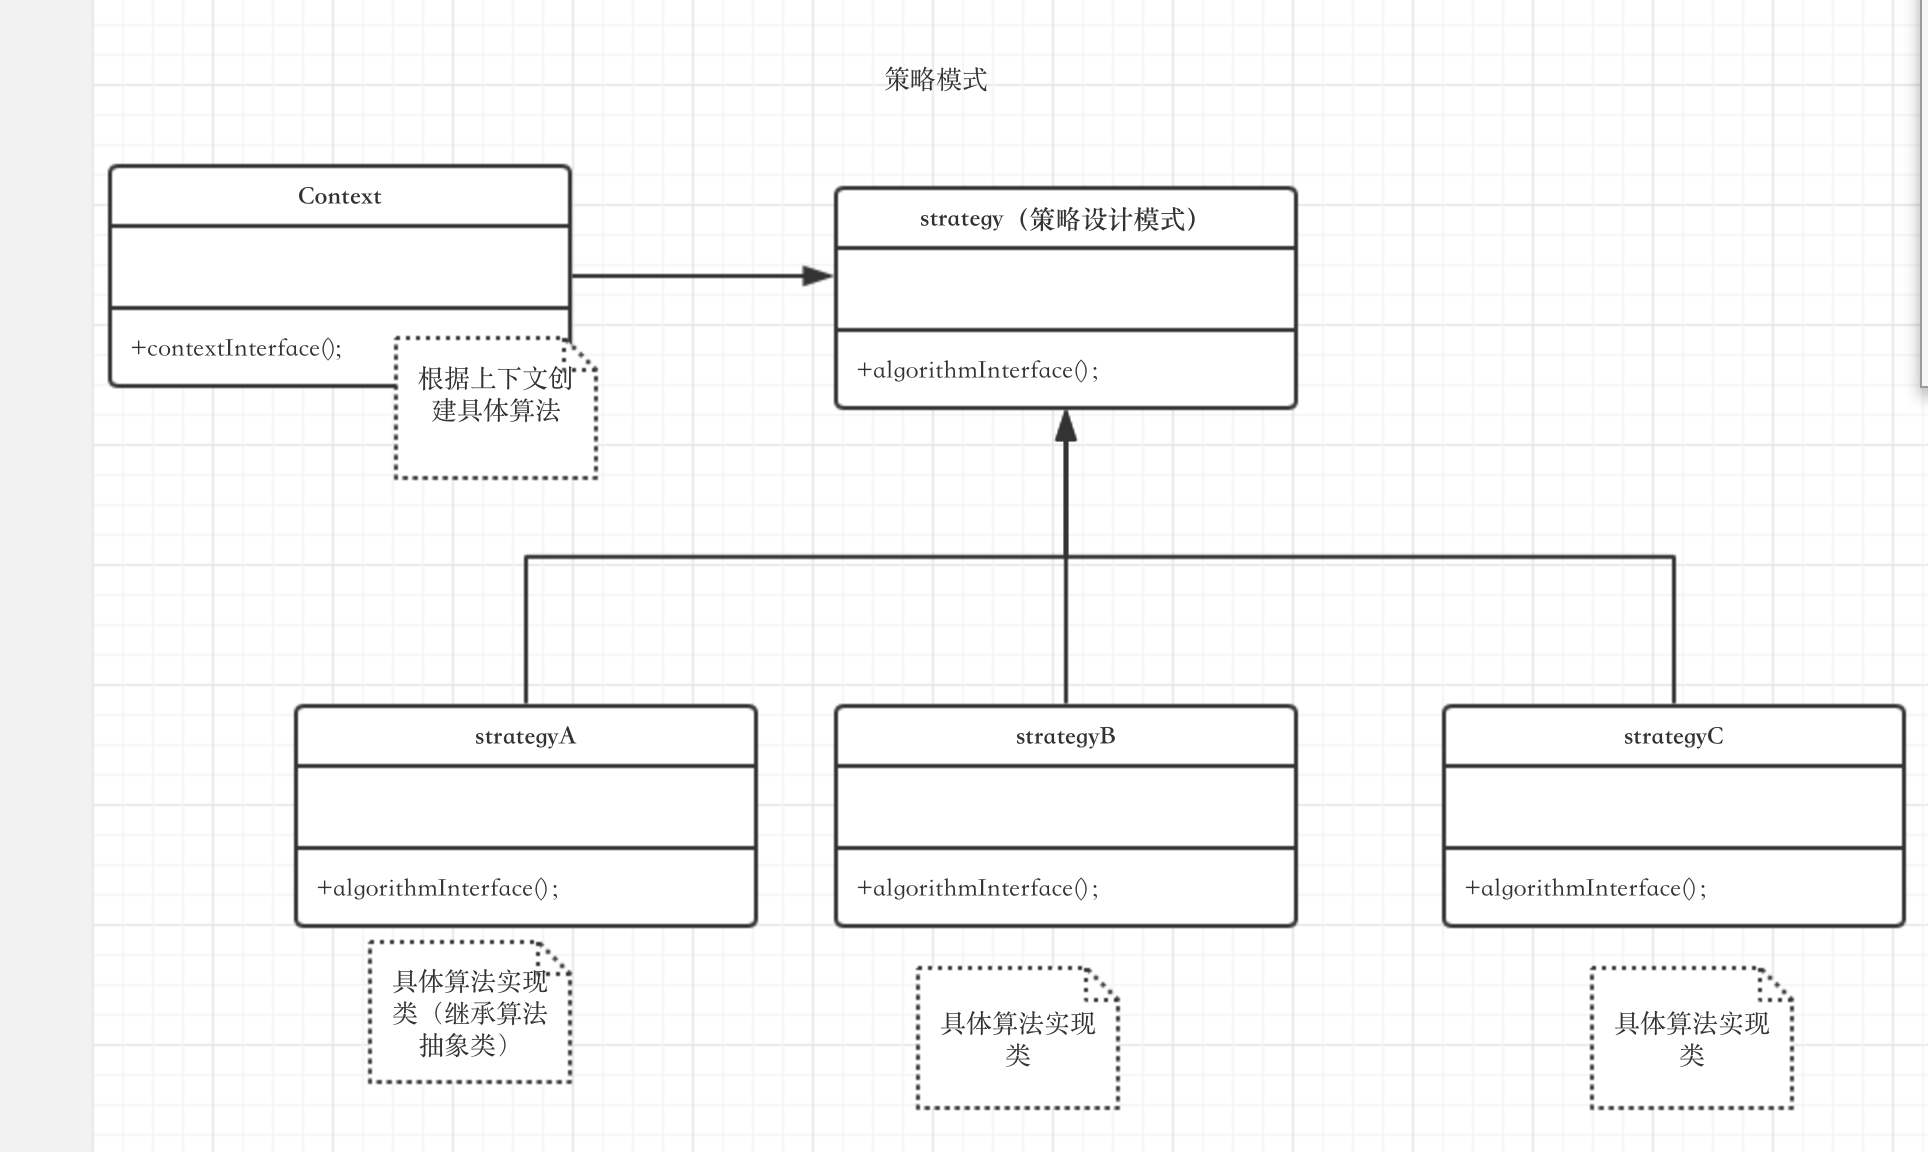 策略模式
Context
+contextInterface();
根据上下文创
建具体算法
strategy（策略设计模式）
+algorithmInterface();
strategyA
+algorithmInterface();
具体算法实现
类（继承算法
抽象类）
strategyB
+algorithmInterface();
具体算法实现
类
strategyC
+algorithmInterface();
具体算法实现
类